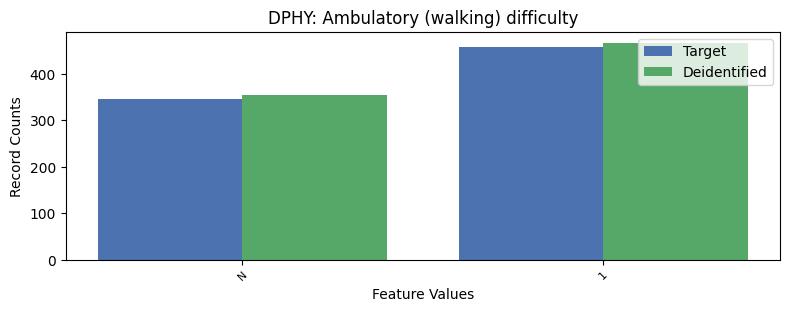 DPHY: Ambulatory (walking) difficulty
Target
Deidentified
Record Counts
400
300
200
100
0
N
1
Feature Values